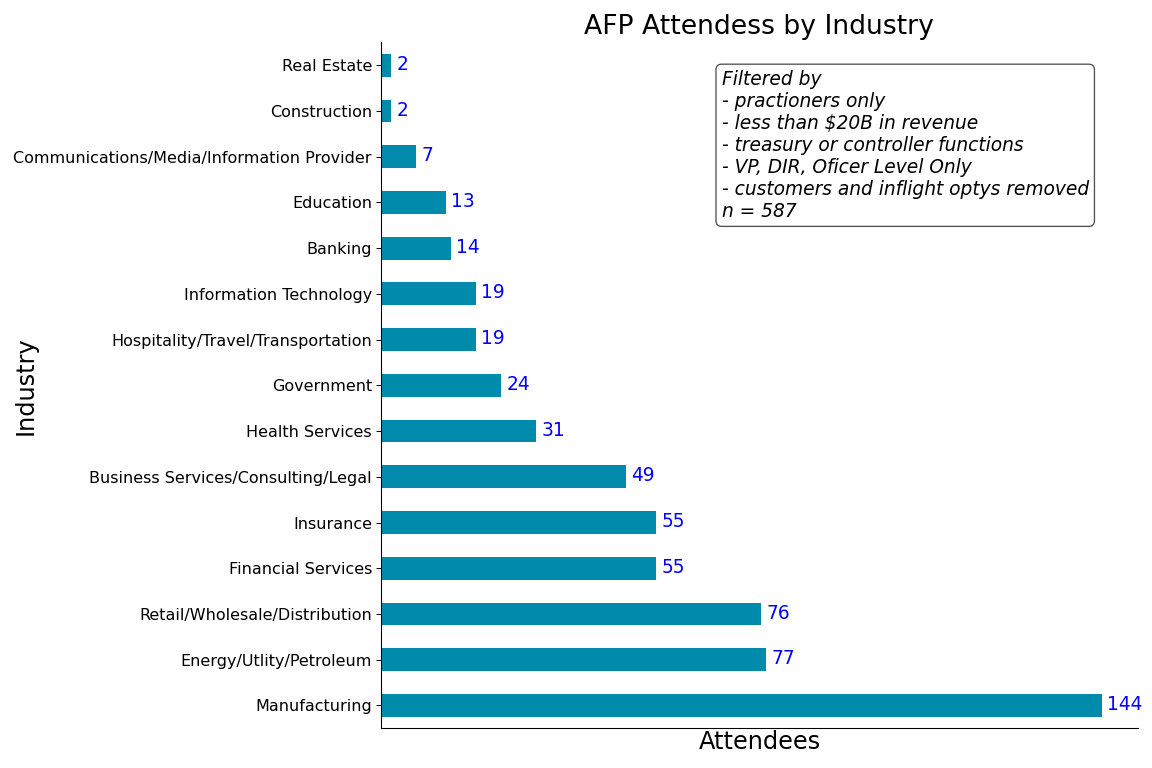 AFP Attendess by Industry
Real Estate 2
Construction 2
Communications/Media/Information Provider 7
Education 13
Banking 14
Information Technology 19
Hospitality/Travel/Transportation 19
Government 24
Health Services 31
Business Services/Consulting/Legal 49
Insurance 55
Financial Services 55
Retail/Wholesale/Distribution 76
Energy/Utlity/Petroleum 77
Manufacturing 144
Filtered by
- practioners only
- less than $20B in revenue
- treasury or controller functions
- VP, DIR, Oficer Level Only
- customers and inflight optys removed
n = 587
Industry
Attendees